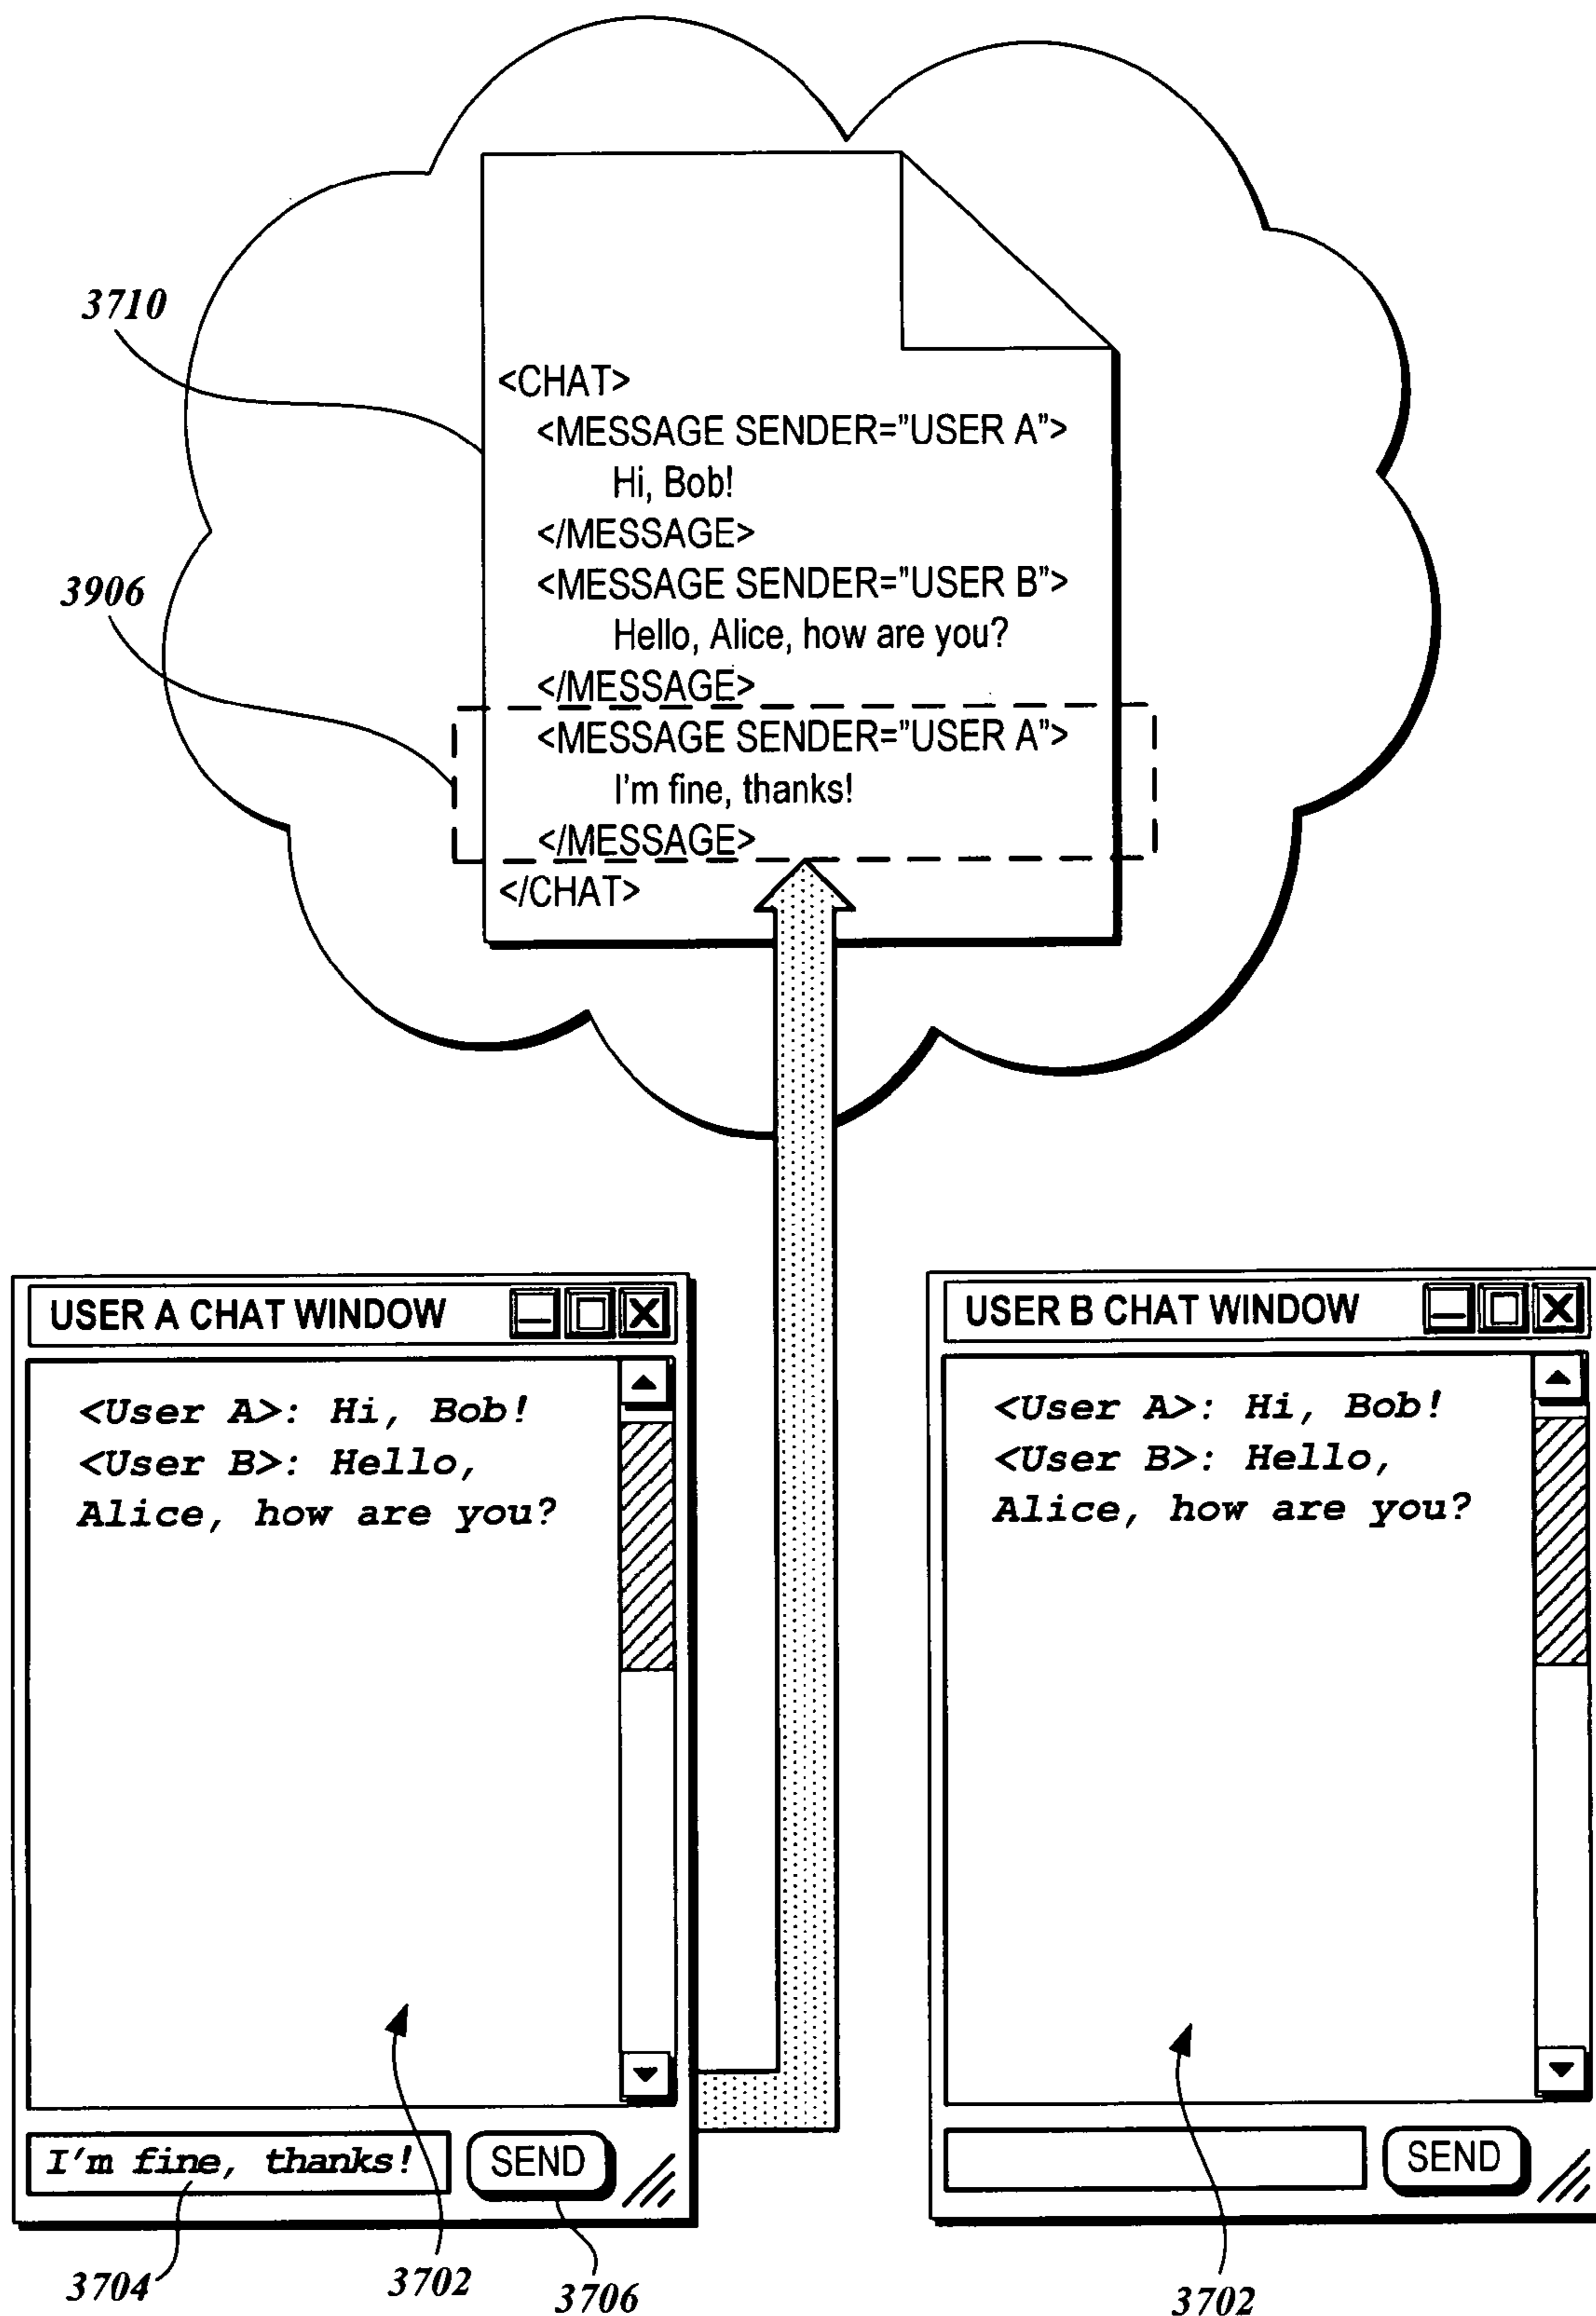 3710
<CHAT>
<MESSAGE SENDER="USER A">
Hi, Bob!
</MESSAGE>
3906
<MESSAGE SENDER="USER B">
Hello, Alice, how are you?
</MESSAGE>
<MESSAGE SENDER="USER A">
I'm fine, thanks!
</MESSAGE>
</CHAT>
USER A CHAT WINDOW
<User A>: Hi, Bob!
<User B>: Hello,
Alice, how are you?
I'm fine, thanks!
SEND
3704
3702
3706
USER B CHAT WINDOW
<User A>: Hi, Bob!
<User B>: Hello,
Alice, how are you?
SEND
3702